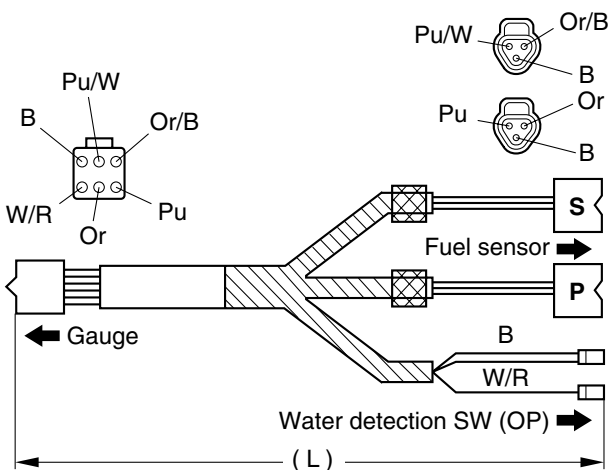 Pu/W Or/B
B
Pu Or
B
Pu/W
B Or/B
W/R Pu
Or
S
Fuel sensor
P
Gauge
B
W/R
Water detection SW (OP)
( L )